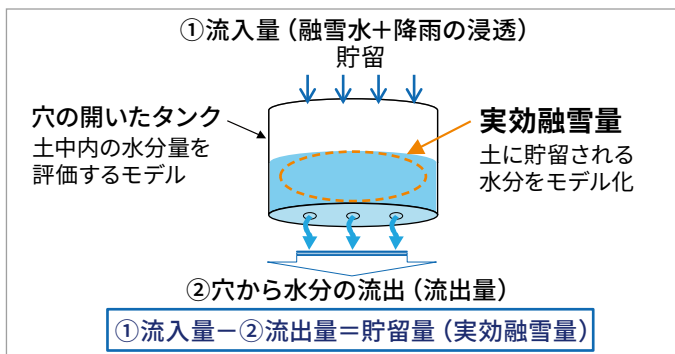 ①流入量（融雪水＋降雨の浸透）
貯留
穴の開いたタンク
土中内の水分量を
評価するモデル
実効融雪量
土に貯留される
水分をモデル化
②穴から水分の流出（流出量）
①流入量－②流出量＝貯留量（実効融雪量）